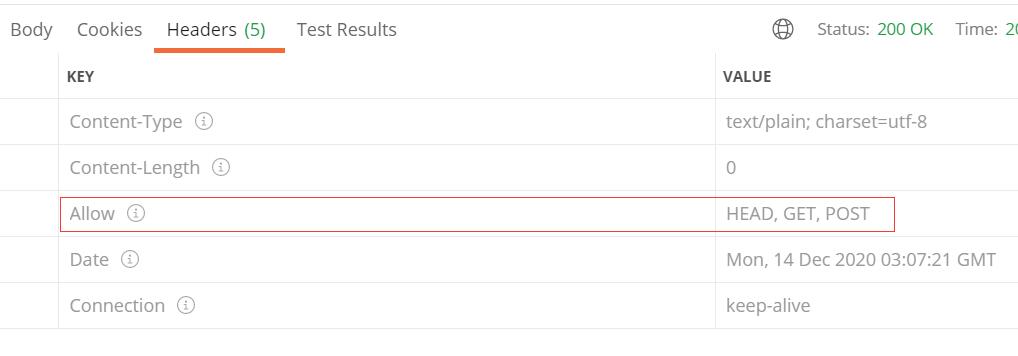 Body Cookies Headers (5) Test Results Status: 200 OK Time:
KEY VALUE
Content-Type text/plain; charset=utf-8
Content-Length 0
Allow HEAD, GET, POST
Date Mon, 14 Dec 2020 03:07:21 GMT
Connection keep-alive